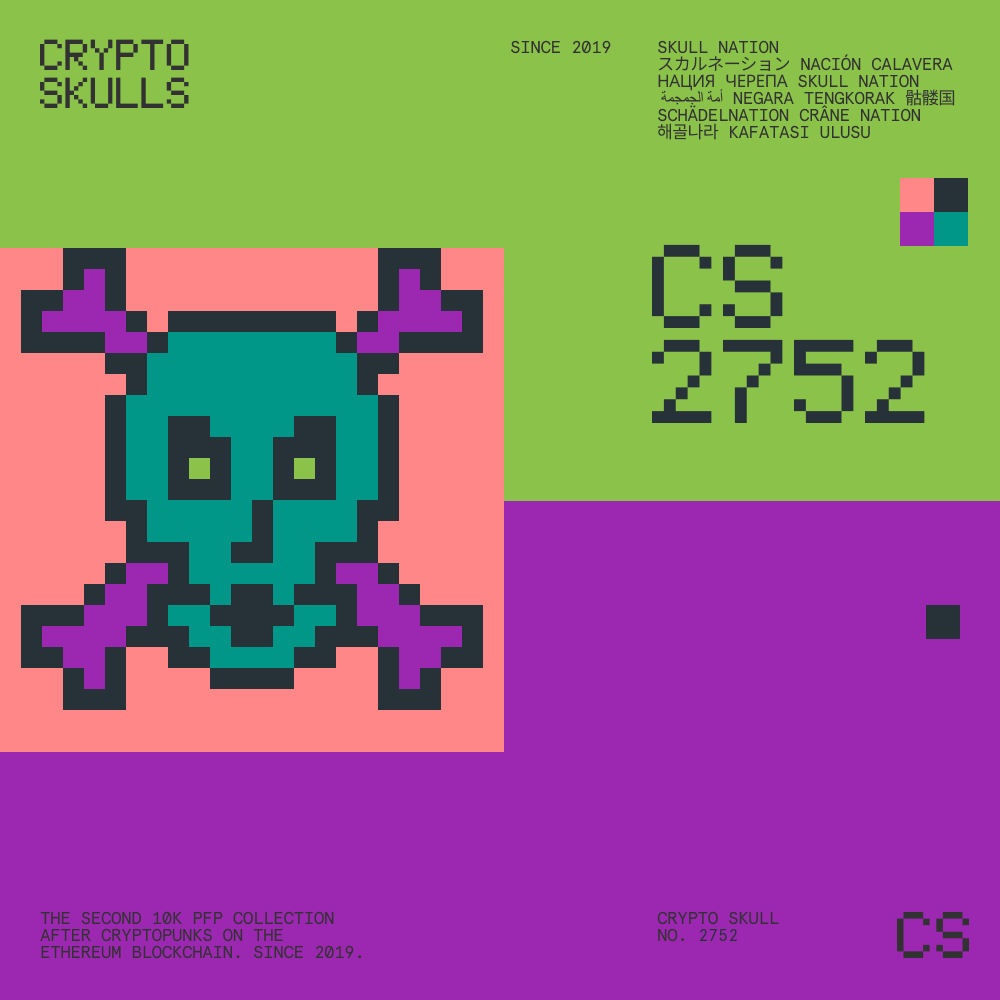 CRYPTO
SKULLS
SINCE 2019
SKULL NATION
スカルネーション NACIÓN CALAVERA
НАЦИЯ ЧЕРЕПА SKULL NATION
أمة الجمجمة NEGARA TENGKORAK 骷髅国
SCHÄDELNATION CRÂNE NATION
해골나라 KAFATASI ULUSU
CS
2752
THE SECOND 10K PFP COLLECTION
AFTER CRYPTOPUNKS ON THE
ETHEREUM BLOCKCHAIN. SINCE 2019.
CRYPTO SKULL
NO. 2752
CS